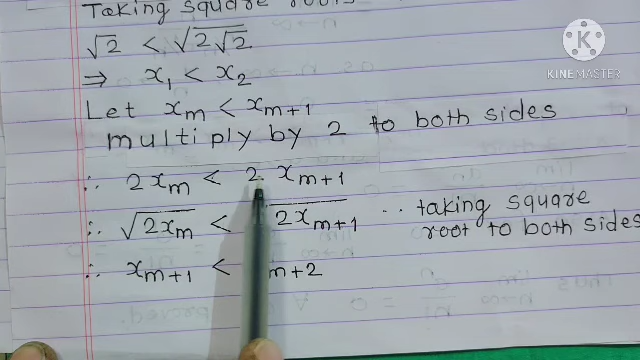 Taking square roots
√2 < √2√2
⇒ x₁ < x₂
Let xₘ < xₘ₊₁
multiply by 2 to both sides
∴ 2xₘ < 2 xₘ₊₁
∴ √2xₘ < 2xₘ₊₁ ‥ taking square
root to both sides
∴ xₘ₊₁ < m+2
KINEMASTER